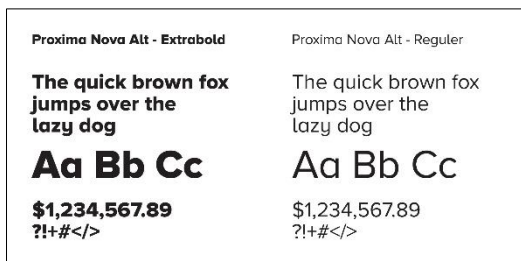 Proxima Nova Alt - Extrabold
The quick brown fox
jumps over the
lazy dog
Aa Bb Cc
$1,234,567.89
?!+#</>
Proxima Nova Alt - Reguler
The quick brown fox
jumps over the
lazy dog
Aa Bb Cc
$1,234,567.89
?!+#</>